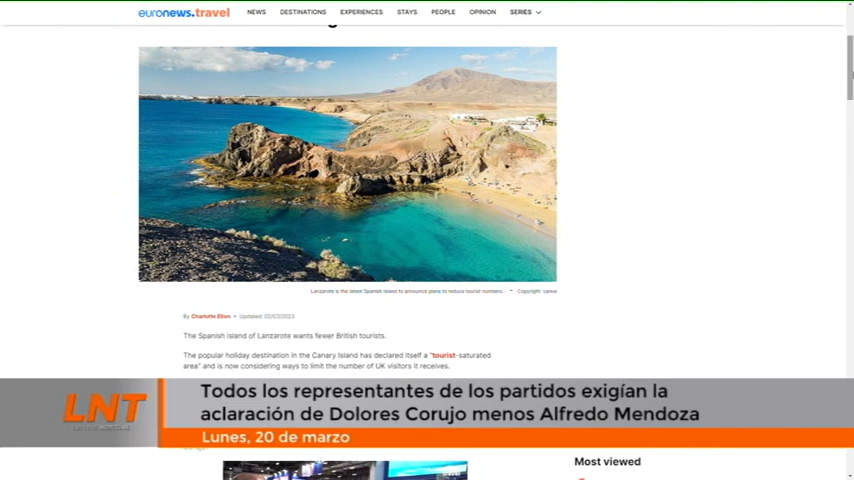 euronews.travel
NEWS DESTINATIONS EXPERIENCES STAYS PEOPLE OPINION SERIES
Lanzarote is the latest Spanish island to announce plans to reduce tourist numbers. - Copyright canva
By Charlotte Elton • Updated: 02/03/2023
The Spanish island of Lanzarote wants fewer British tourists.
The popular holiday destination in the Canary Island has declared itself a "tourist-saturated
area" and is now considering ways to limit the number of UK visitors it receives.
LNT
Todos los representantes de los partidos exigían la
aclaración de Dolores Corujo menos Alfredo Mendoza
Lunes, 20 de marzo
Most viewed